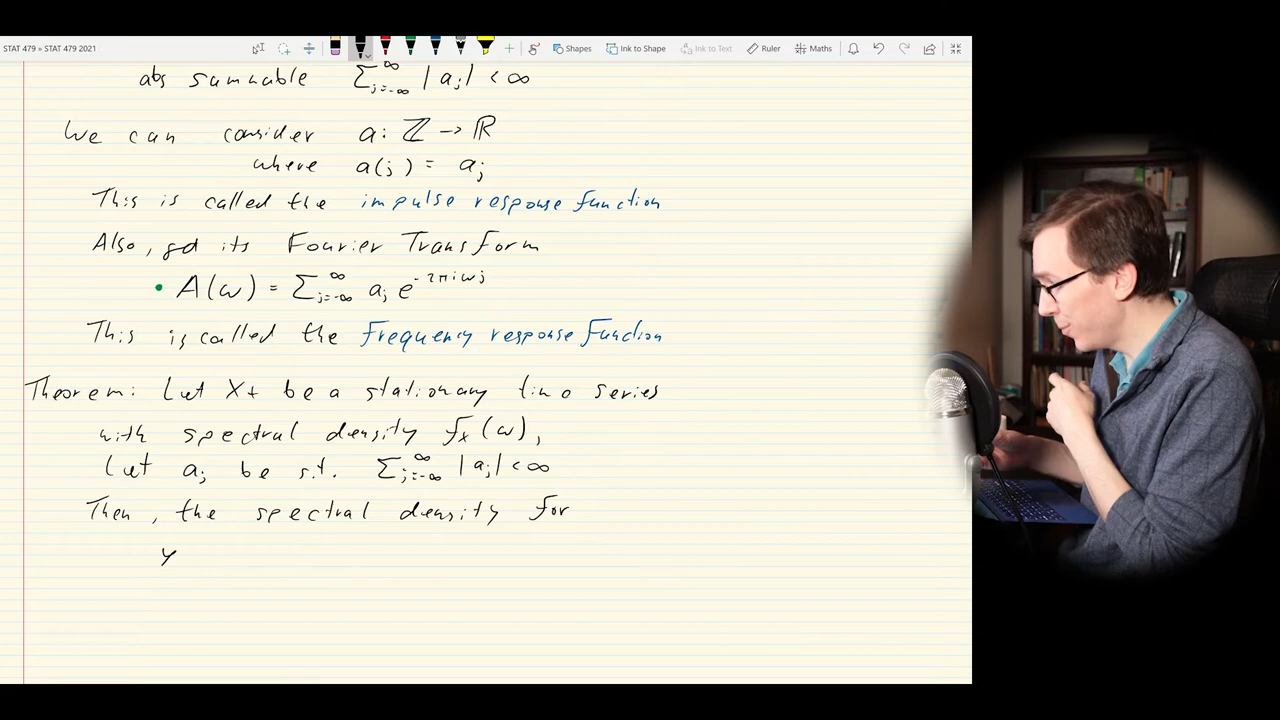 STAT 479 » STAT 479 2021
Shapes Ink to Shape Ink to Text Ruler Maths
abs summable ∑_{j=-∞}^{∞} |a_j| < ∞
We can consider a: ℤ → ℝ
where a(j) = a_j
This is called the impulse response function
Also, get its Fourier Transform
• A(ω) = ∑_{j=-∞}^{∞} a_j e^{-2πiωj}
This is called the frequency response function
Theorem: Let X_t be a stationary time series
with spectral density f_x(ω),
Let a_j be s.t. ∑_{j=-∞}^{∞} |a_j| < ∞
Then, the spectral density for
Y